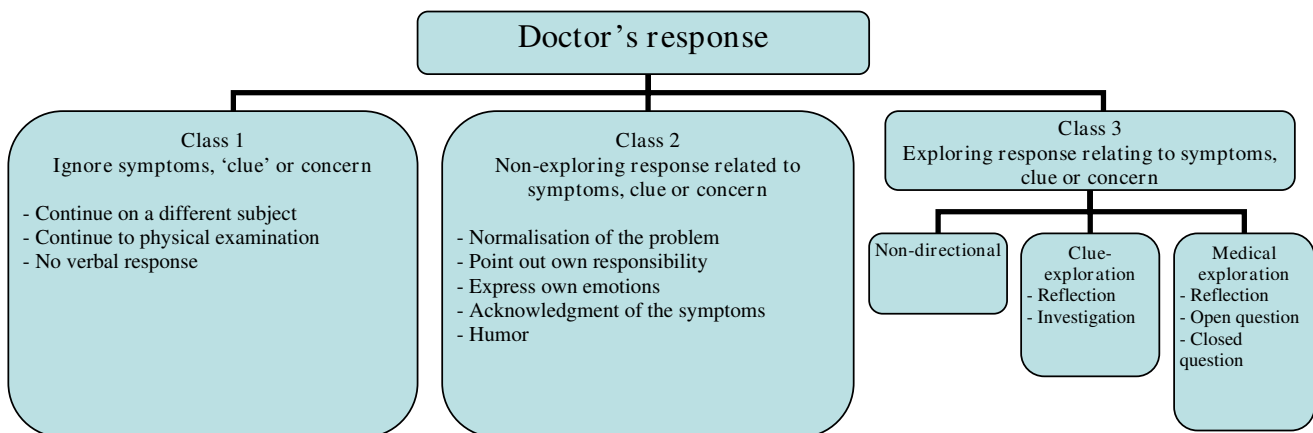 Doctor's response
Class 1
Ignore symptoms, 'clue' or concern
- Continue on a different subject
- Continue to physical examination
- No verbal response
Class 2
Non-exploring response related to
symptoms, clue or concern
- Normalisation of the problem
- Point out own responsibility
- Express own emotions
- Acknowledgment of the symptoms
- Humor
Class 3
Exploring response relating to symptoms,
clue or concern
Non-directional
Clue-
exploration
- Reflection
- Investigation
Medical
exploration
- Reflection
- Open question
- Closed
question